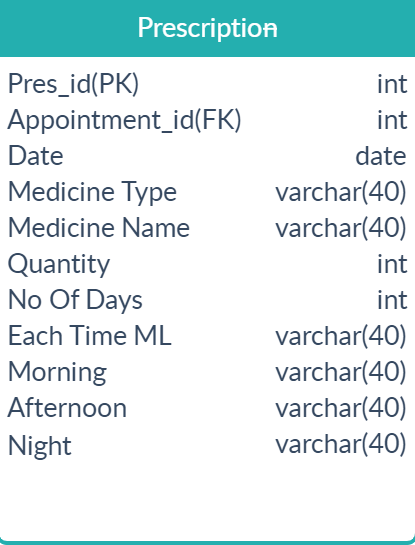 Prescription
Pres_id(PK) int
Appointment_id(FK) int
Date date
Medicine Type varchar(40)
Medicine Name varchar(40)
Quantity int
No Of Days int
Each Time ML varchar(40)
Morning varchar(40)
Afternoon varchar(40)
Night varchar(40)